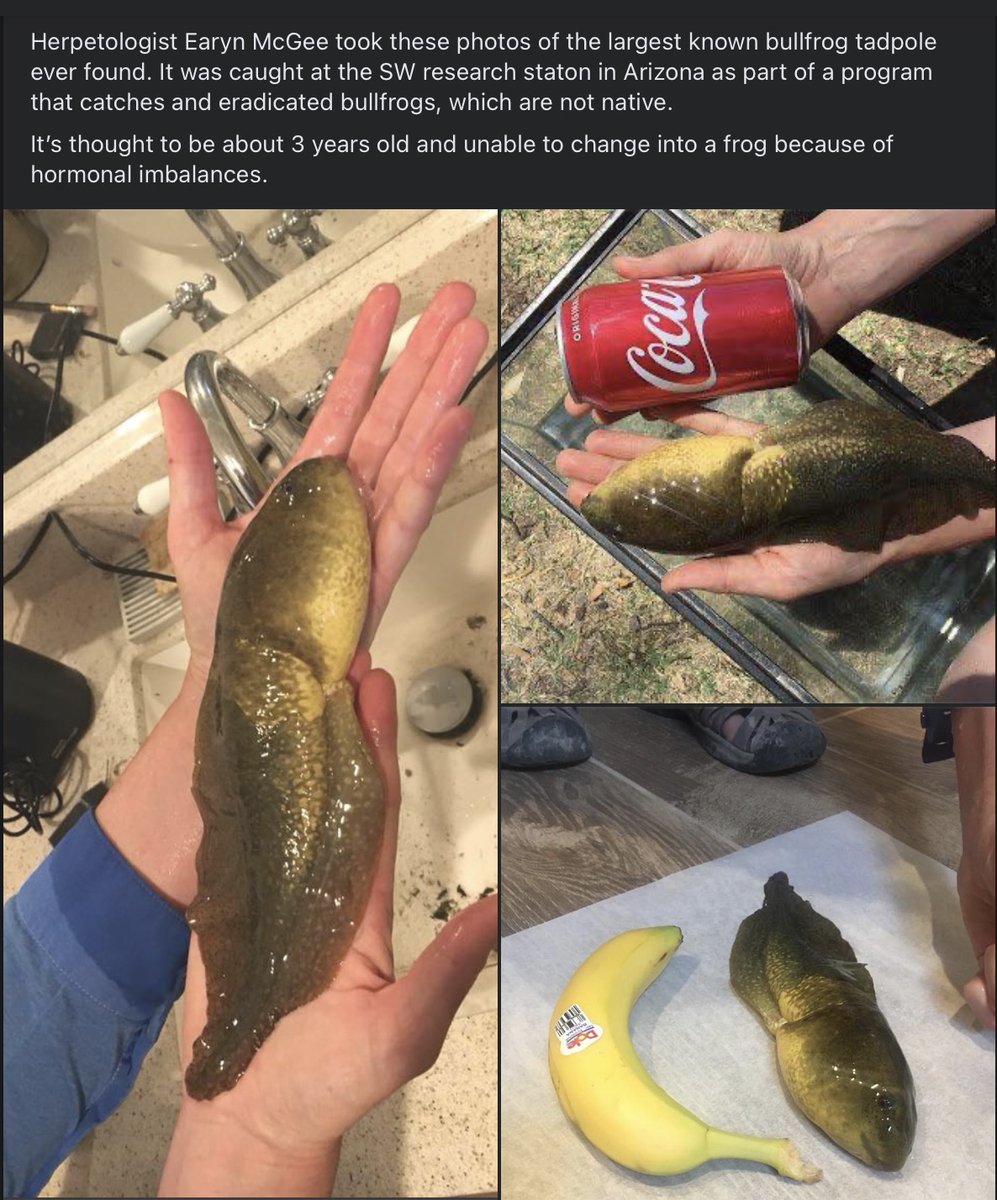 Herpetologist Earyn McGee took these photos of the largest known bullfrog tadpole
ever found. It was caught at the SW research staton in Arizona as part of a program
that catches and eradicated bullfrogs, which are not native.
It's thought to be about 3 years old and unable to change into a frog because of
hormonal imbalances.
ORIGINA
Coca
Dole